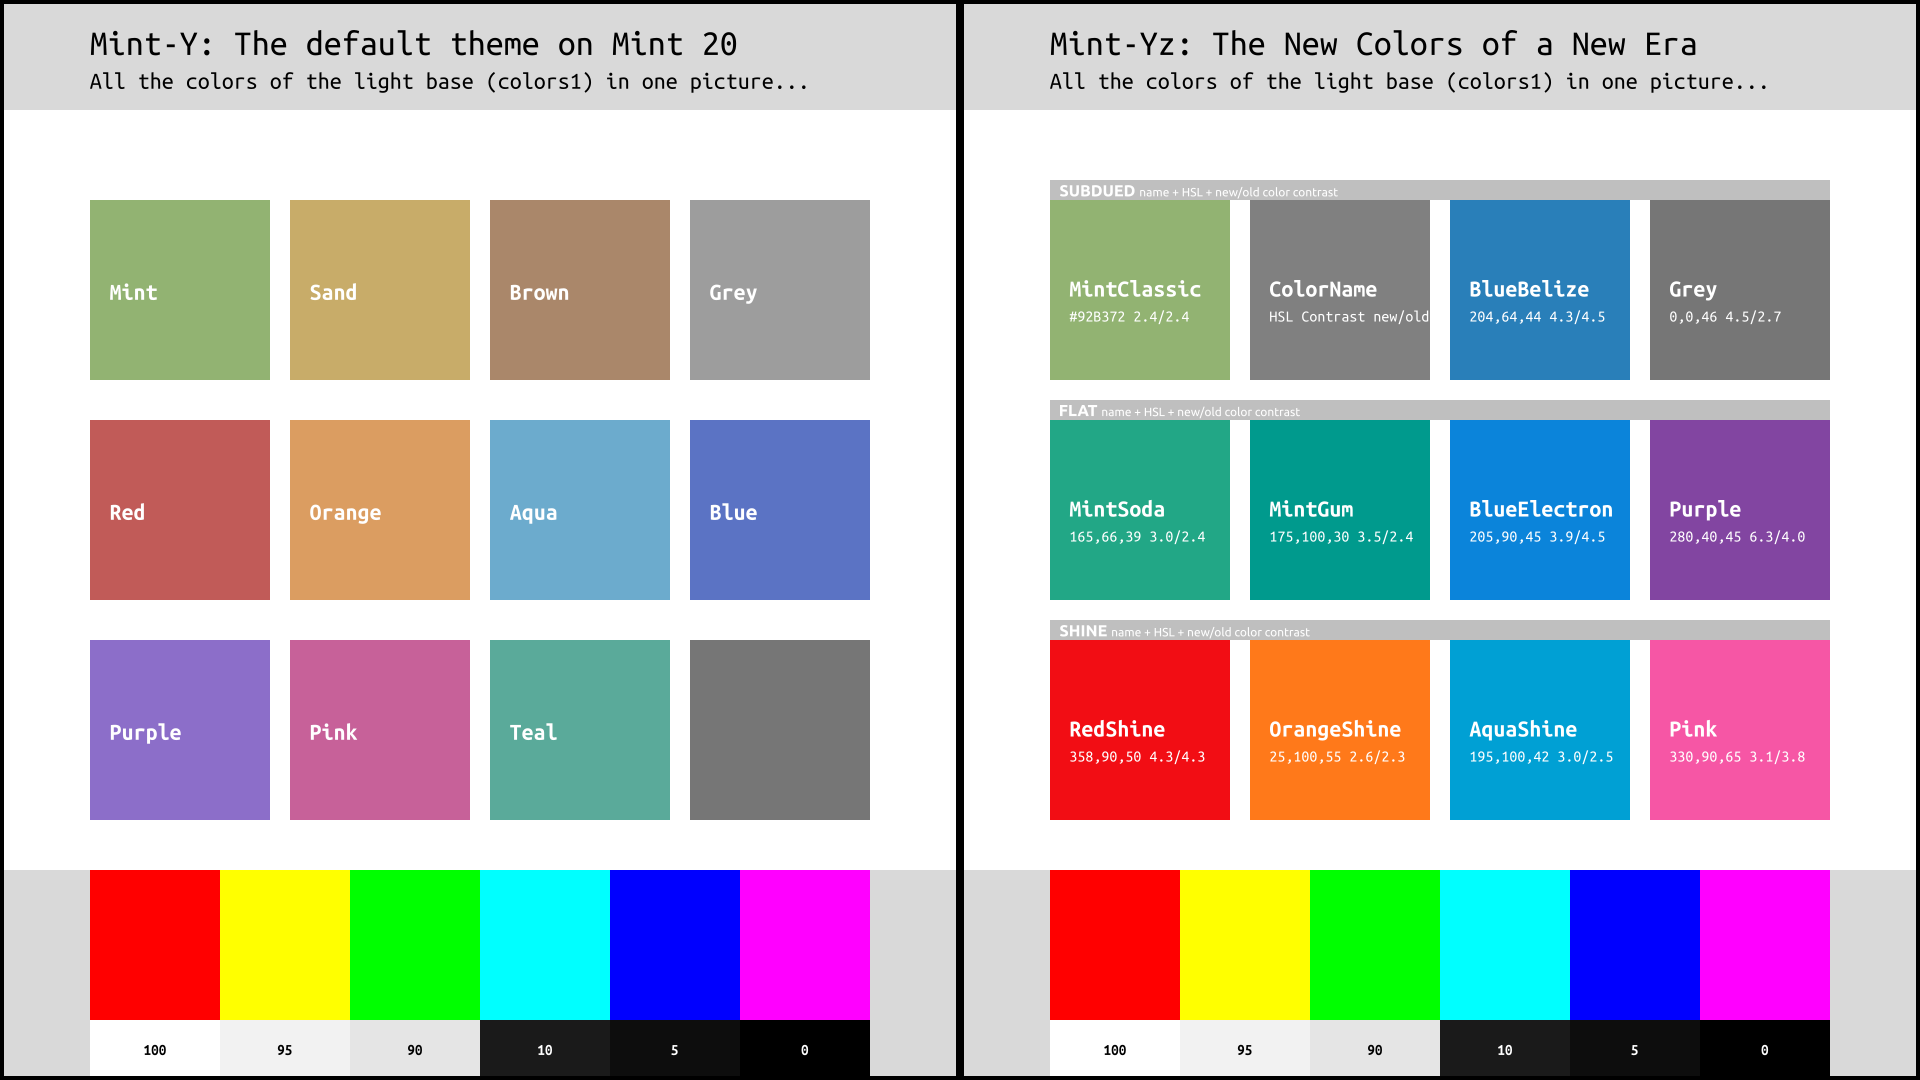 Mint-Y: The default theme on Mint 20
All the colors of the light base (colors1) in one picture...
Mint
Sand
Brown
Grey
Red
Orange
Aqua
Blue
Purple
Pink
Teal
100
95
90
10
5
0
Mint-Yz: The New Colors of a New Era
All the colors of the light base (colors1) in one picture...
SUBDUED name + HSL + new/old color contrast
MintClassic
#92B372 2.4/2.4
ColorName
HSL Contrast new/old
BlueBelize
204,64,44 4.3/4.5
Grey
0,0,46 4.5/2.7
FLAT name + HSL + new/old color contrast
MintSoda
165,66,39 3.0/2.4
MintGum
175,100,30 3.5/2.4
BlueElectron
205,90,45 3.9/4.5
Purple
280,40,45 6.3/4.0
SHINE name + HSL + new/old color contrast
RedShine
358,90,50 4.3/4.3
OrangeShine
25,100,55 2.6/2.3
AquaShine
195,100,42 3.0/2.5
Pink
330,90,65 3.1/3.8
100
95
90
10
5
0